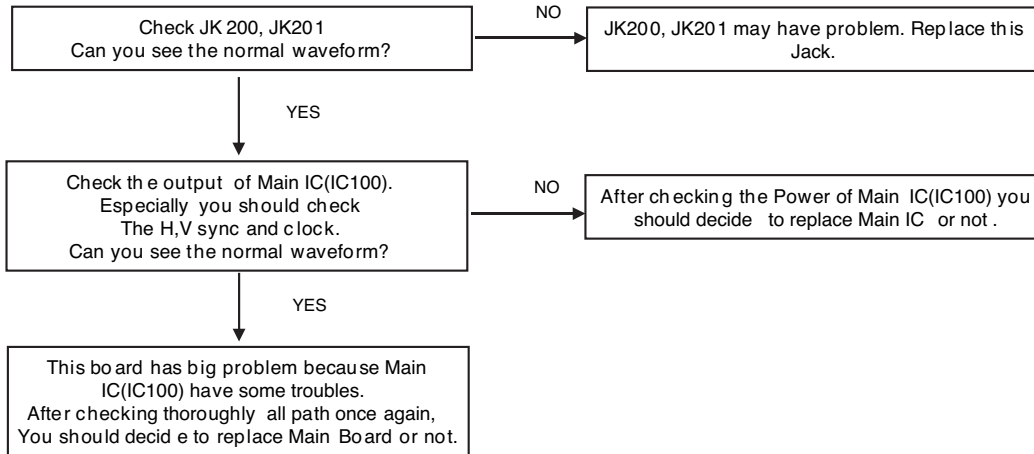 Check JK200, JK201
Can you see the normal waveform?
NO
JK200, JK201 may have problem. Replace this
Jack.
YES
Check the output of Main IC(IC100).
Especially you should check
The H,V sync and clock.
Can you see the normal waveform?
NO
After checking the Power of Main IC(IC100) you
should decide to replace Main IC or not.
YES
This board has big problem because Main
IC(IC100) have some troubles.
After checking thoroughly all path once again,
You should decide to replace Main Board or not.